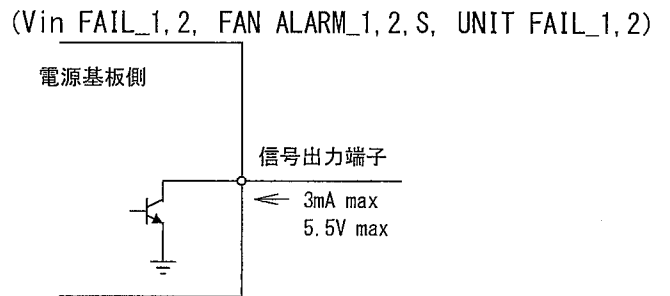 (Vin FAIL_1,2, FAN ALARM_1,2,S, UNIT FAIL_1,2)
電源基板側
信号出力端子
3mA max
5.5V max